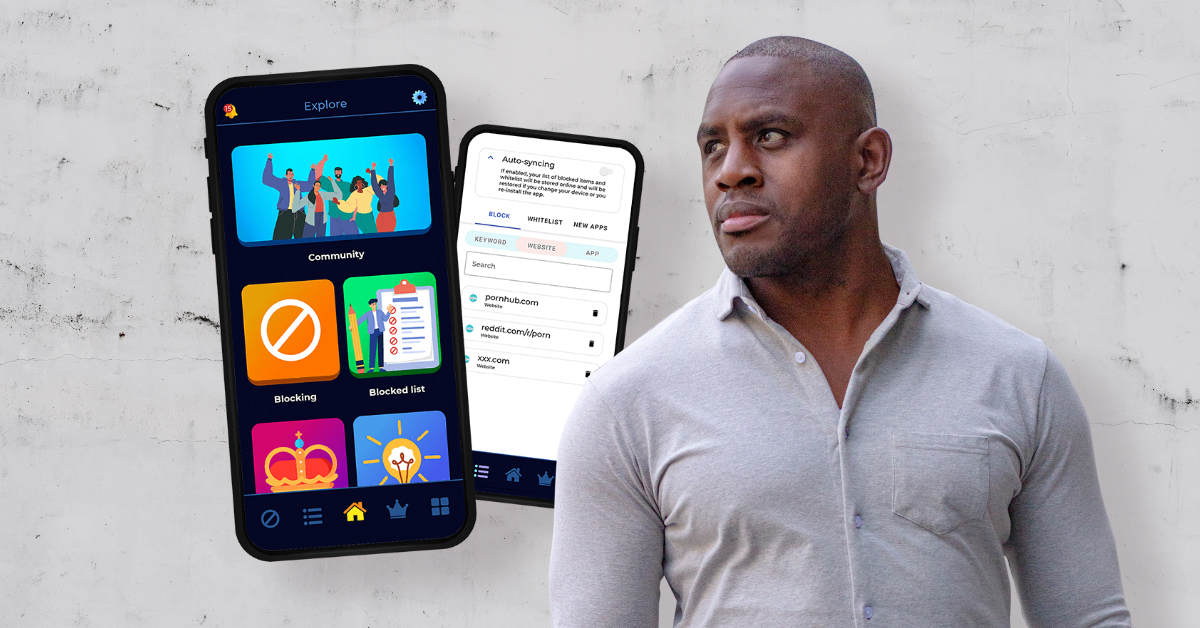 15
Explore
Community
Blocking
Blocked list
Auto-syncing
If enabled, your list of blocked items and
whitelist will be stored online and will be
restored if you change your device or you
re-install the app.
BLOCK WHITELIST NEW APPS
KEYWORD WEBSITE APP
Search
pornhub.com
Website
reddit.com/r/porn
Website
xxx.com
Website